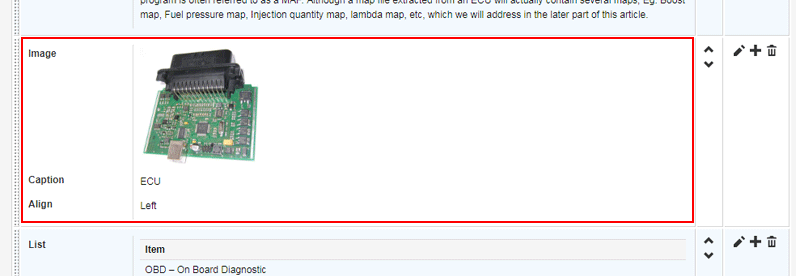 program is often referred to as a MAP. Although a map file extracted from an ECU will actually contain several maps, Eg. Boost
map, Fuel pressure map, Injection quantity map, lambda map, etc, which we will address in the later part of this article.
Image
Caption ECU
Align Left
List Item
OBD – On Board Diagnostic